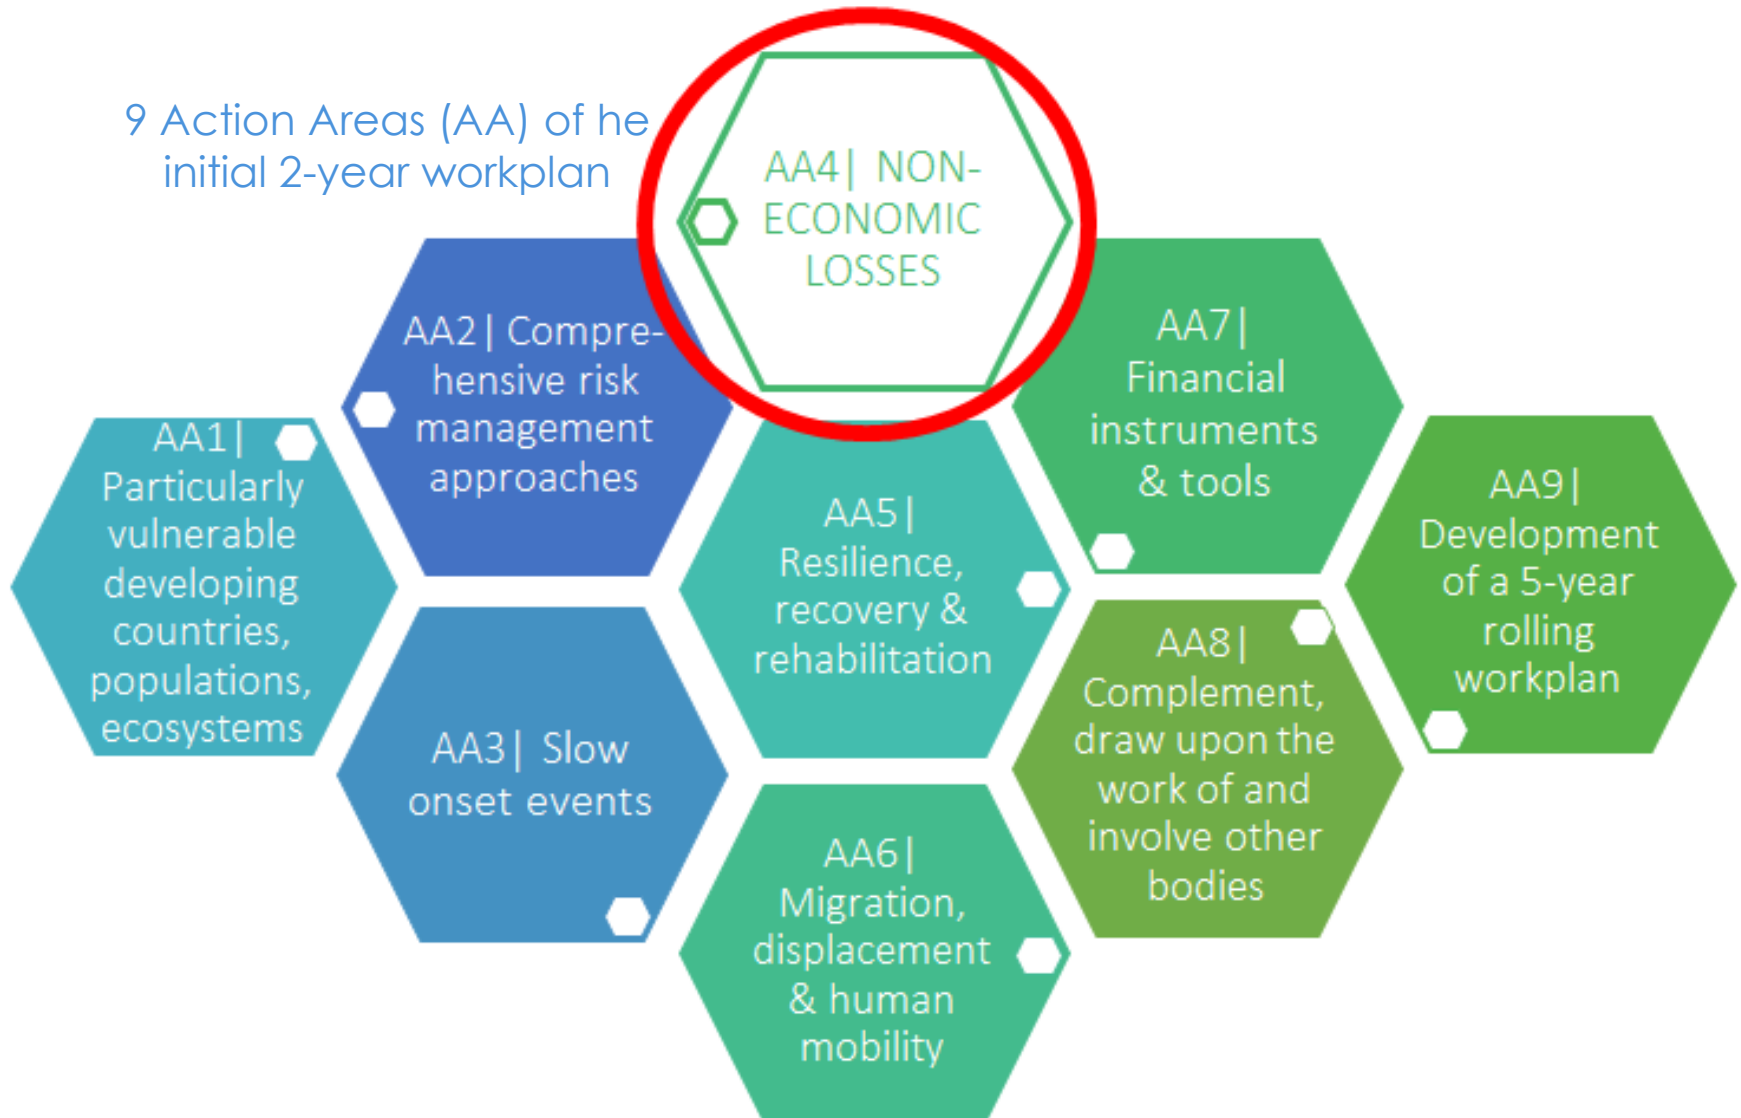 9 Action Areas (AA) of he
initial 2-year workplan
AA4| NON-
ECONOMIC
LOSSES
AA2| Compre-
hensive risk
management
approaches
AA7|
Financial
instruments
& tools
AA1|
Particularly
vulnerable
developing
countries,
populations,
ecosystems
AA5|
Resilience,
recovery &
rehabilitation
AA9|
Development
of a 5-year
rolling
workplan
AA3| Slow
onset events
AA8|
Complement,
draw upon the
work of and
involve other
bodies
AA6|
Migration,
displacement
& human
mobility